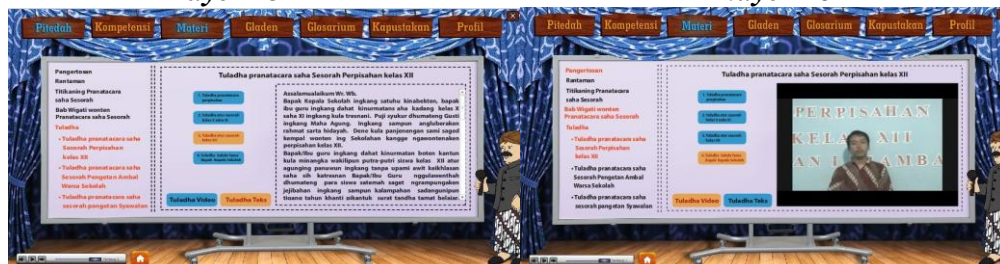 Pitedah Kompetensi Materi Gladen Glosarium Kapustakan Profil
Pangertosan
Rantaman
Titikaning Pranatacara
saha Sesorah
Bab Wigati wonten
Pranatacara saha Sesorah
Tuladha
• Tuladha pranatacara saha
Sesorah Perpisahan
kelas XII
• Tuladha pranatacara saha
Sesorah Pengetan Ambal
Warsa Sekolah
• Tuladha pranatacara saha
sesorah pangetan Syawalan
Tuladha pranatacara saha Sesorah Perpisahan kelas XII
Assalamualaikum Wr. Wb.
Bapak Kepala Sekolah ingkang satuhu kinabekten, bapak
ibu guru ingkang dahat kinurmatan sha kadang kelas X
saha XI ingkang kula tresnani. Puji syukur dhumateng Gusti
ingkang Maha Agung, ingkang sampun
rahmat sarta hidayah. Dene kula panjenengan sami saged
kempal wonten ing Sekolahan kangge ngawontenaken
perpisahan kelas XII.
Bapak/Ibu guru ingkang dahat kinurmatan boten kantun
kula minangka wakilipun putra-putri siswa kelas XII atur
agunging panuwun ingkang tanpa upami awit kaikhlasan
saha sih katresnan Bapak/Ibu Guru nggulawenthah
dhumateng para siswa satemah saget ngrampungaken
jejibahan ingkang sampun kalampahan sadangunipun
tigang tahun khanti pikantuk surat tandha tamat belajar.
Tuladha Video Tuladha Teks
Pitedah Kompetensi Materi Gladen Glosarium Kapustakan Profil
Pangertosan
Rantaman
Titikaning Pranatacara
saha Sesorah
Bab Wigati wonten
Pranatacara saha Sesorah
Tuladha
• Tuladha pranatacara saha
Sesorah Perpisahan
kelas XII
• Tuladha pranatacara saha
Sesorah Pengetan Ambal
Warsa Sekolah
• Tuladha pranatacara saha
sesorah pangetan Syawalan
Tuladha pranatacara saha Sesorah Perpisahan kelas XII
PERPISAHAN
KELA XII
AMBA
Tuladha Video Tuladha Teks